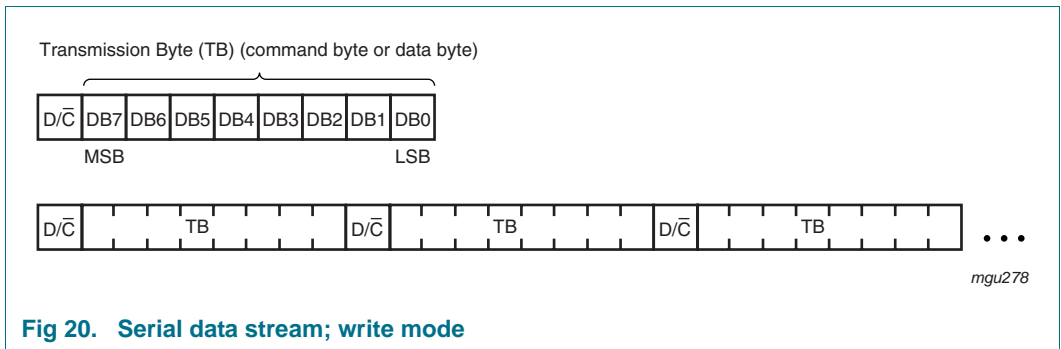 Transmission Byte (TB) (command byte or data byte)
D/C̅ DB7 DB6 DB5 DB4 DB3 DB2 DB1 DB0
MSB LSB
D/C̅ TB D/C̅ TB D/C̅ TB ...
mgu278
Fig 20. Serial data stream; write mode